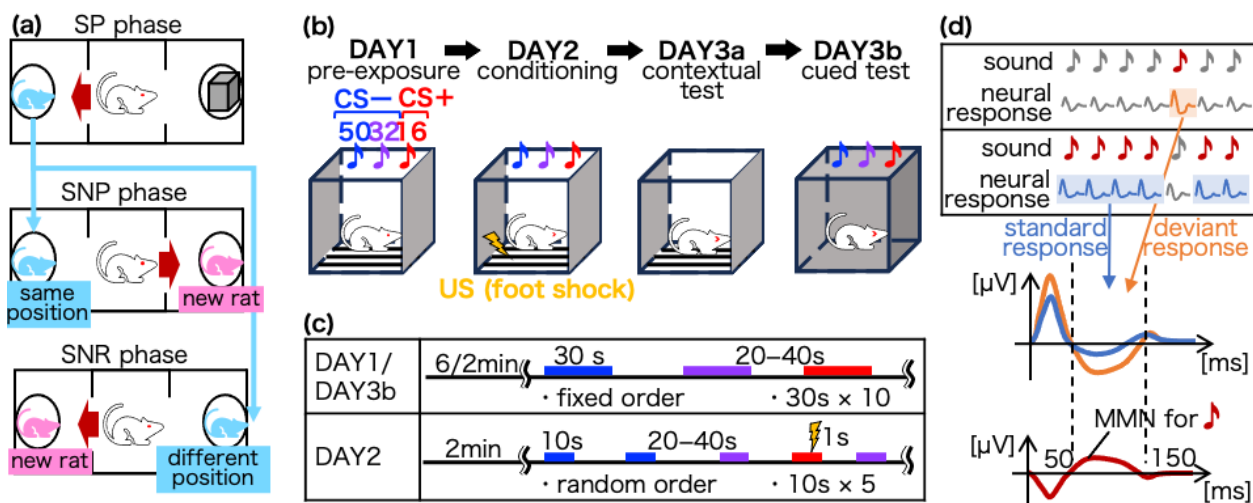 (a)
SP phase
SNP phase
same
position
new rat
SNR phase
new rat
different
position
(b)
DAY1
DAY2
DAY3a
DAY3b
pre-exposure
conditioning
contextual
test
cued test
CS− CS+
50 32 16
US (foot shock)
(c)
DAY1/
DAY3b
6/2min
30 s
20–40s
・fixed order
・30s × 10
DAY2
2min
10s
20–40s
1s
・random order
・10s × 5
(d)
sound
neural
response
sound
neural
response
standard
response
deviant
response
[µV]
[ms]
MMN for
[µV]
50
150
[ms]